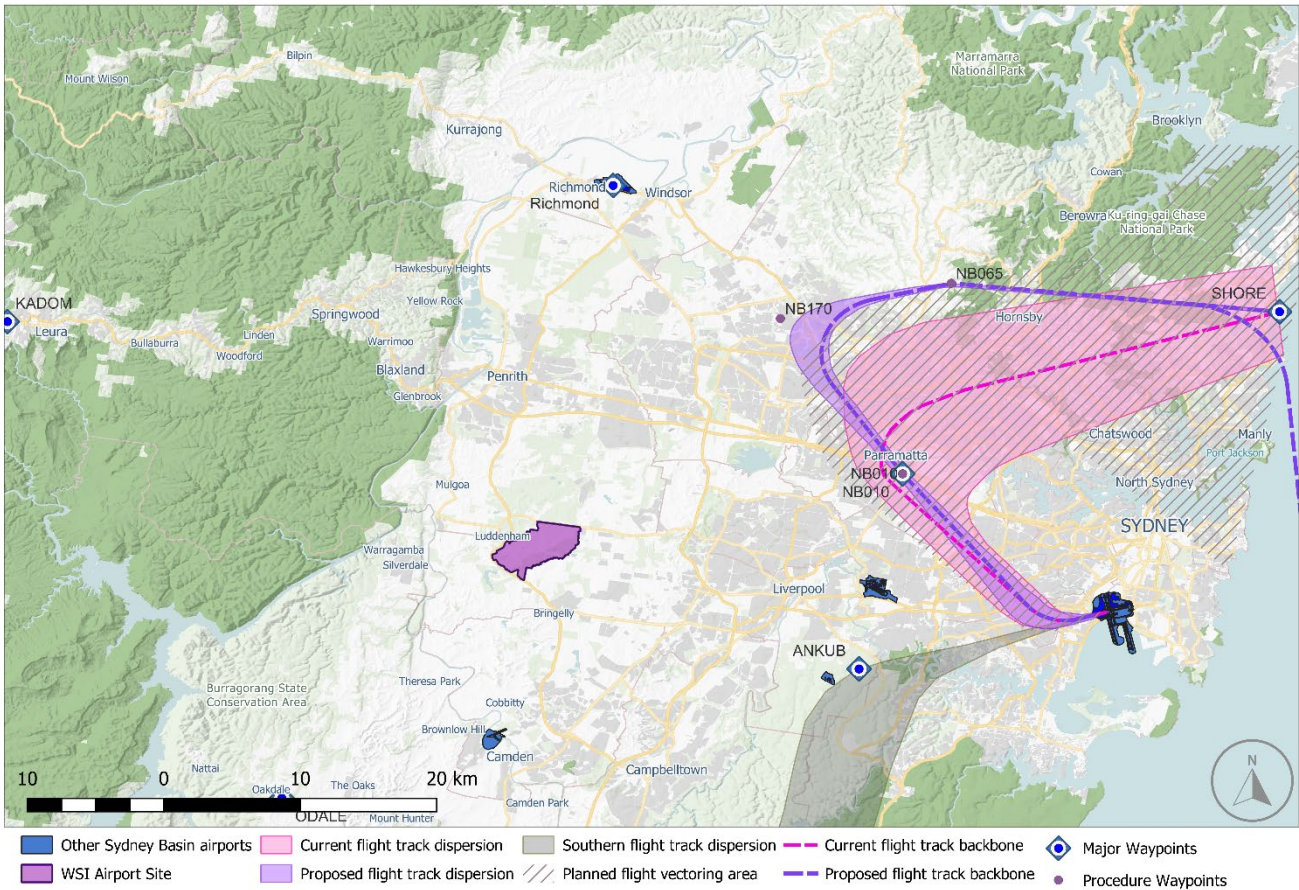 Bilpin
Mount Wilson
Marramarra
National Park
Brooklyn
Kurrajong
Cowan
Richmond
Windsor
Richmond
Berowra
Ku-ring-gai Chase
National Park
Hawkesbury Heights
NB065
KADOM
Yellow Rock
SHORE
Leura
Springwood
NB170
Hornsby
Linden
Bullaburra
Warrimoo
Woodford
Blaxland
Penrith
Glenbrook
Chatswood
Manly
Parramatta
Port Jackson
NB01
North Sydney
Mulgoa
NB010
SYDNEY
Luddenham
Warragamba
Silverdale
Liverpool
Bringelly
ANKUB
Theresa Park
Burragorang State
Conservation Area
Cobbitty
Brownlow Hill
Camden
Nattai
Campbelltown
N
10 0 10 20 km
Oakdale
The Oaks
Camden Park
ODALE
Mount Hunter
Other Sydney Basin airports
Current flight track dispersion
Southern flight track dispersion
Current flight track backbone
Major Waypoints
WSI Airport Site
Proposed flight track dispersion
Planned flight vectoring area
Proposed flight track backbone
Procedure Waypoints